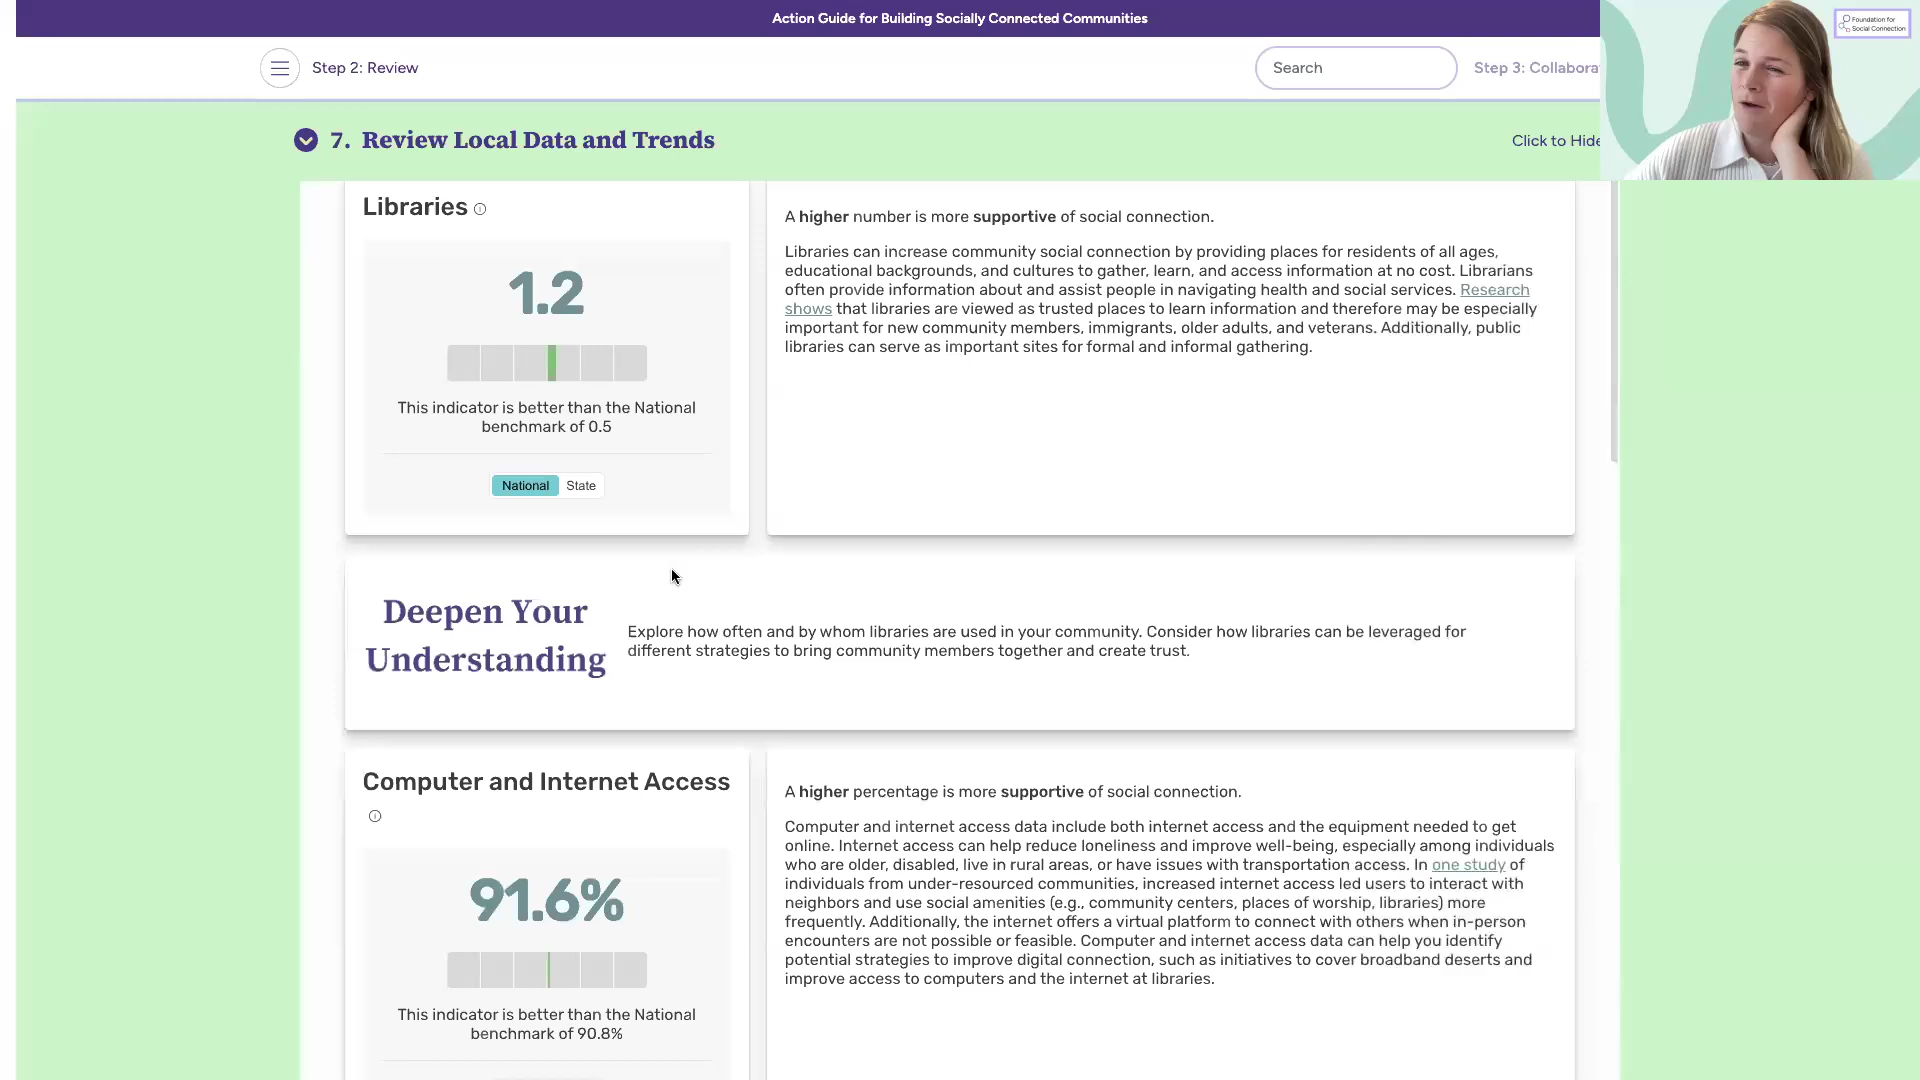 Action Guide for Building Socially Connected Communities
Foundation for
Social Connection
Step 2: Review
Search
Step 3: Collabora
7. Review Local Data and Trends
Click to Hide
Libraries
1.2
This indicator is better than the National
benchmark of 0.5
National State
A higher number is more supportive of social connection.
Libraries can increase community social connection by providing places for residents of all ages,
educational backgrounds, and cultures to gather, learn, and access information at no cost. Librarians
often provide information about and assist people in navigating health and social services. Research
shows that libraries are viewed as trusted places to learn information and therefore may be especially
important for new community members, immigrants, older adults, and veterans. Additionally, public
libraries can serve as important sites for formal and informal gathering.
Deepen Your
Understanding
Explore how often and by whom libraries are used in your community. Consider how libraries can be leveraged for
different strategies to bring community members together and create trust.
Computer and Internet Access
91.6%
This indicator is better than the National
benchmark of 90.8%
A higher percentage is more supportive of social connection.
Computer and internet access data include both internet access and the equipment needed to get
online. Internet access can help reduce loneliness and improve well-being, especially among individuals
who are older, disabled, live in rural areas, or have issues with transportation access. In one study of
individuals from under-resourced communities, increased internet access led users to interact with
neighbors and use social amenities (e.g., community centers, places of worship, libraries) more
frequently. Additionally, the internet offers a virtual platform to connect with others when in-person
encounters are not possible or feasible. Computer and internet access data can help you identify
potential strategies to improve digital connection, such as initiatives to cover broadband deserts and
improve access to computers and the internet at libraries.